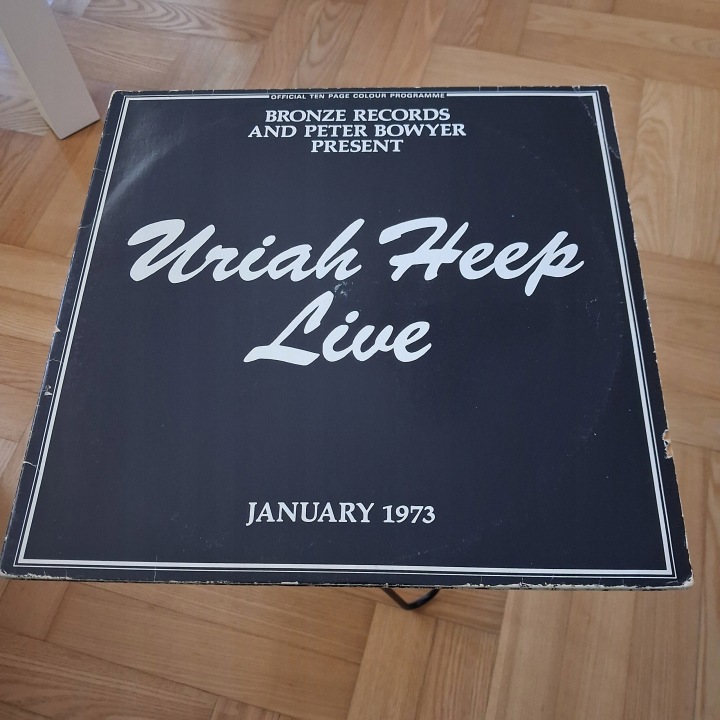 OFFICIAL TEN PAGE COLOUR PROGRAMME
BRONZE RECORDS
AND PETER BOWYER
PRESENT
Uriah Heep
Live
JANUARY 1973